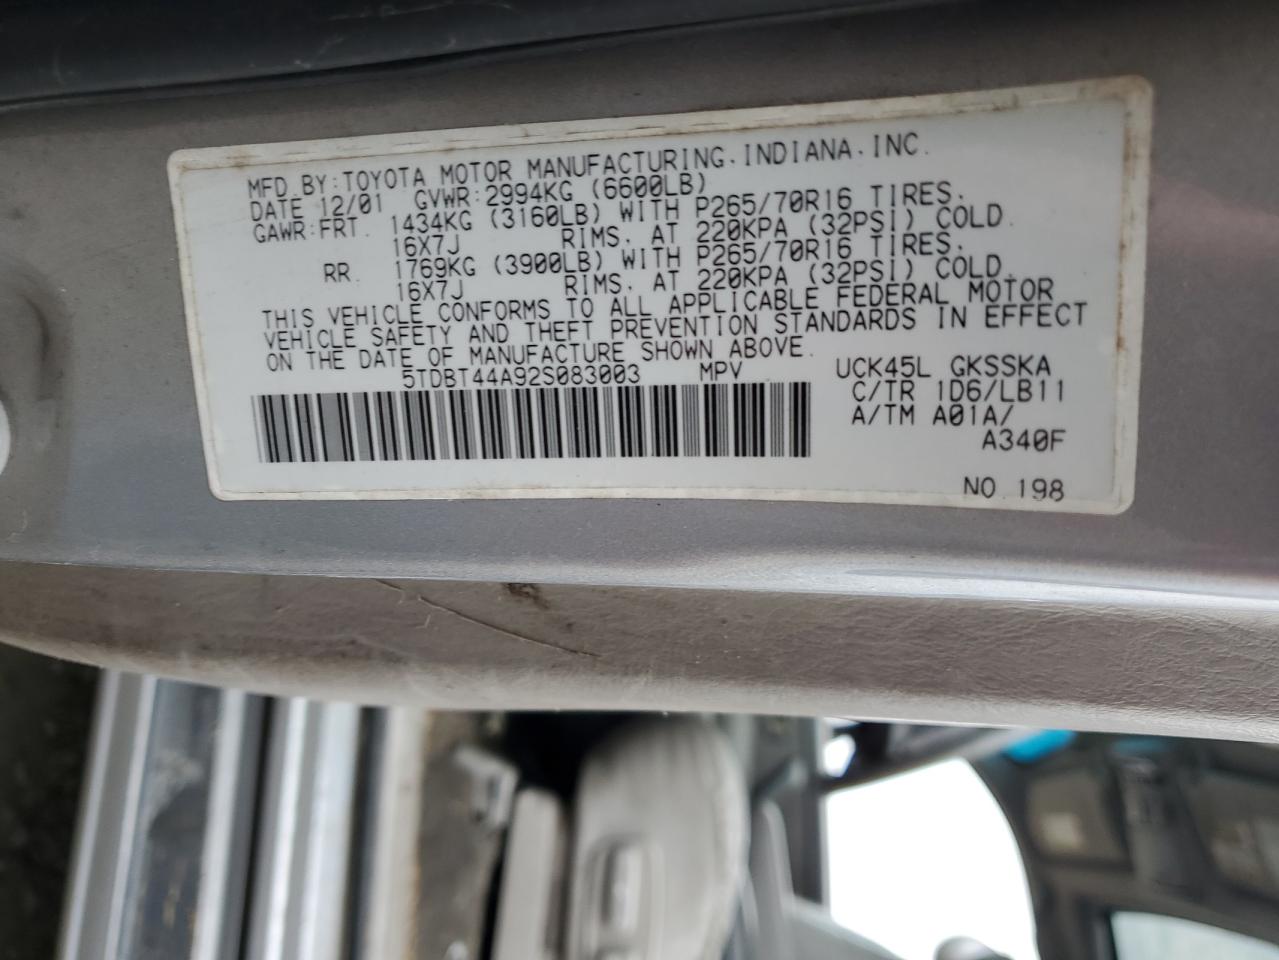 MFD BY: TOYOTA MOTOR MANUFACTURING. INDIANA. INC.
DATE 12/01 GVWR: 2994KG (6600LB)
GAWR: FRT. 1434KG (3160LB) WITH P265/70R16 TIRES.
16X7J RIMS. AT 220KPA (32PSI) COLD.
RR. 1769KG (3900LB) WITH P265/70R16 TIRES.
16X7J RIMS. AT 220KPA (32PSI) COLD.
THIS VEHICLE CONFORMS TO ALL APPLICABLE FEDERAL MOTOR
VEHICLE SAFETY AND THEFT PREVENTION STANDARDS IN EFFECT
ON THE DATE OF MANUFACTURE SHOWN ABOVE.
5TDBT44A92S083003 MPV UCK45L GKSSKA
C/TR 1D6/LB11
A/TM A01A/
A340F
NO. 198